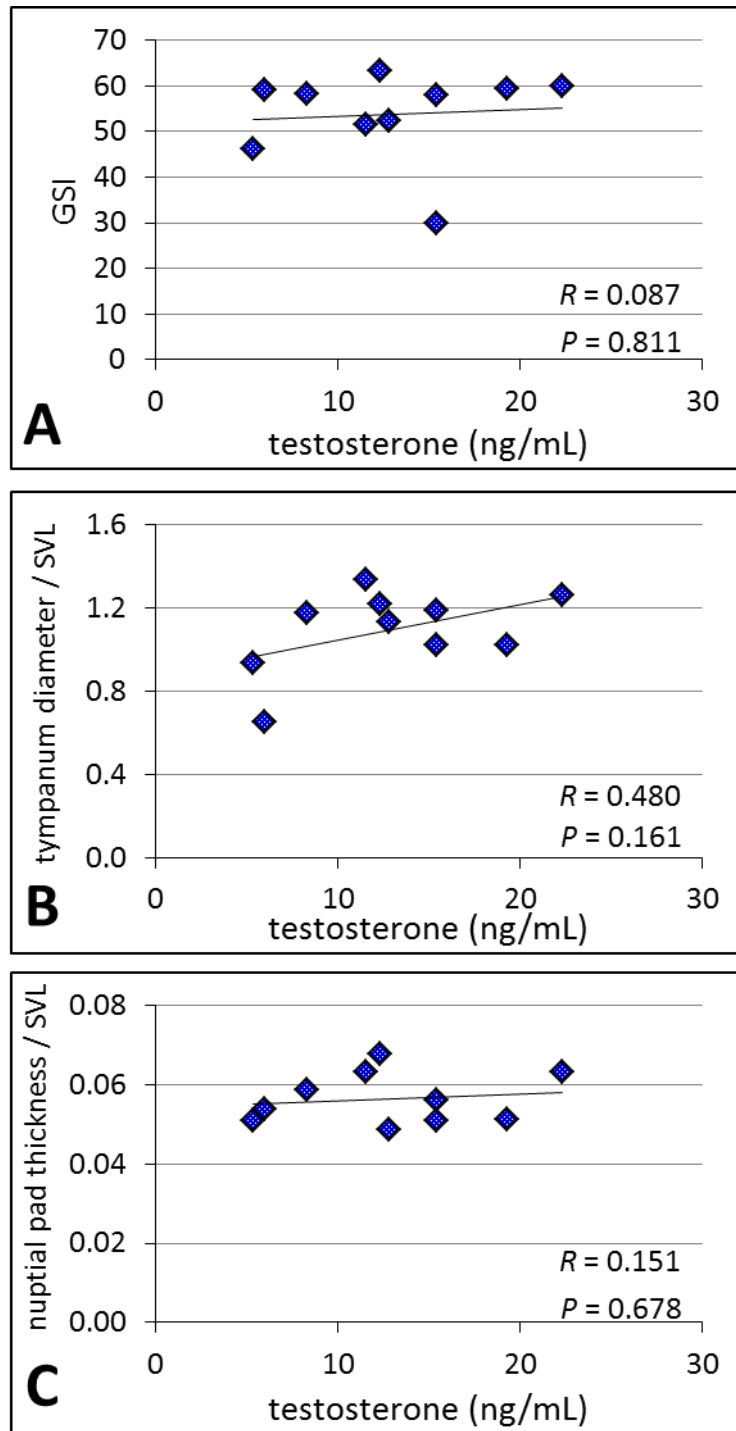 70
60
50
40
30
20
10
0
GSI
R = 0.087
P = 0.811
0 10 20 30
A
testosterone (ng/mL)
1.6
1.2
0.8
0.4
0.0
tympanum diameter / SVL
R = 0.480
P = 0.161
0 10 20 30
B
testosterone (ng/mL)
0.08
0.06
0.04
0.02
0.00
nuptial pad thickness / SVL
R = 0.151
P = 0.678
0 10 20 30
C
testosterone (ng/mL)